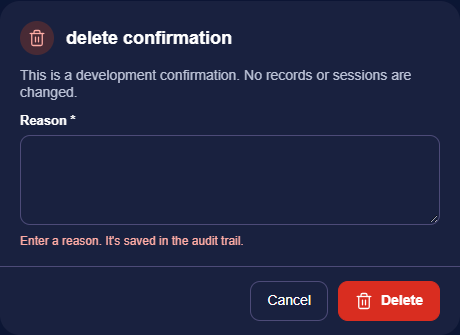 delete confirmation
This is a development confirmation. No records or sessions are
changed.
Reason *
Enter a reason. It's saved in the audit trail.
Cancel
Delete